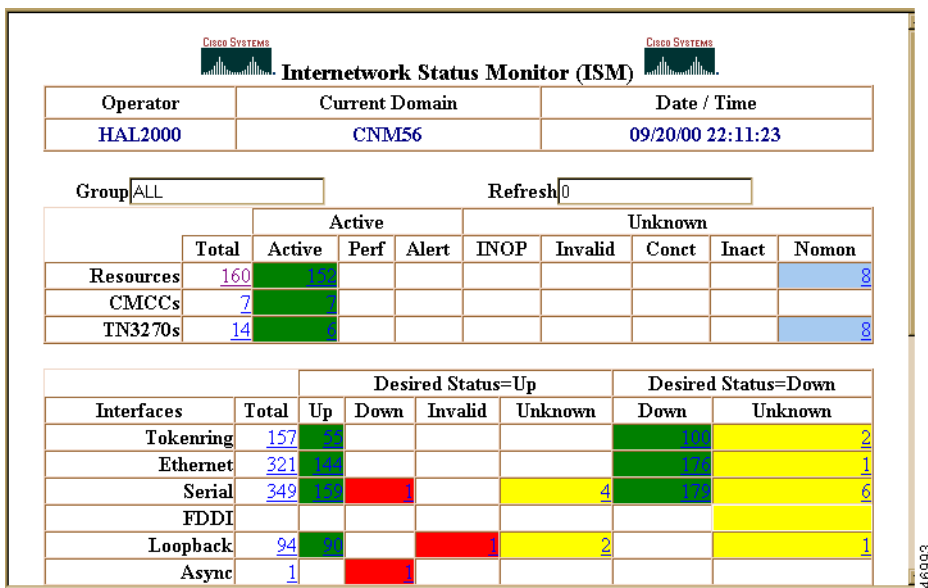 CISCO SYSTEMS CISCO SYSTEMS
Internetwork Status Monitor (ISM)
Operator Current Domain Date / Time
HAL2000 CNM56 09/20/00 22:11:23
Group ALL Refresh 0
Active Unknown
Total Active Perf Alert INOP Invalid Conct Inact Nomon
Resources 160 152 8
CMCCs 7 7
TN3270s 14 6 8
Desired Status=Up Desired Status=Down
Interfaces Total Up Down Invalid Unknown Down Unknown
Tokenring 157 55 100 2
Ethernet 321 144 176 1
Serial 349 159 1 4 179 6
FDDI
Loopback 94 90 1 2 1
Async 1 1
46993